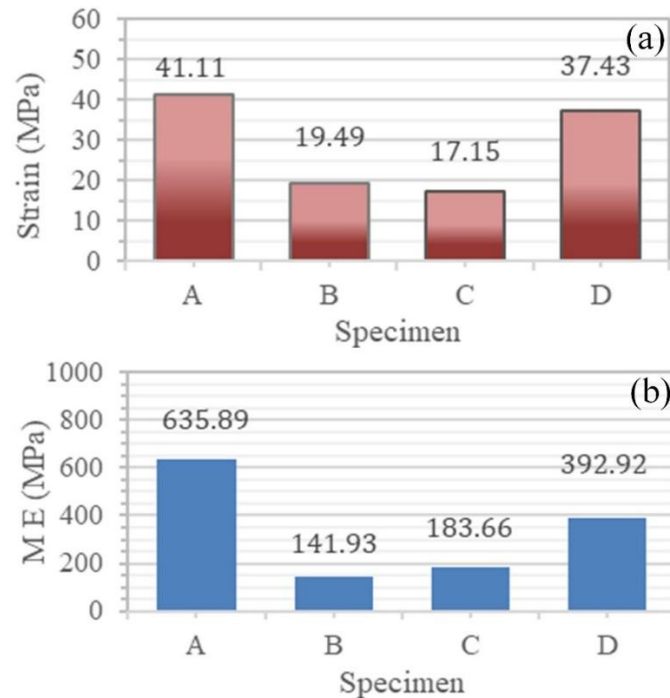 (a)
Strain (MPa)
60
50
40
30
20
10
0
41.11
19.49
17.15
37.43
A B C D
Specimen
(b)
M E (MPa)
1000
800
600
400
200
0
635.89
141.93
183.66
392.92
A B C D
Specimen